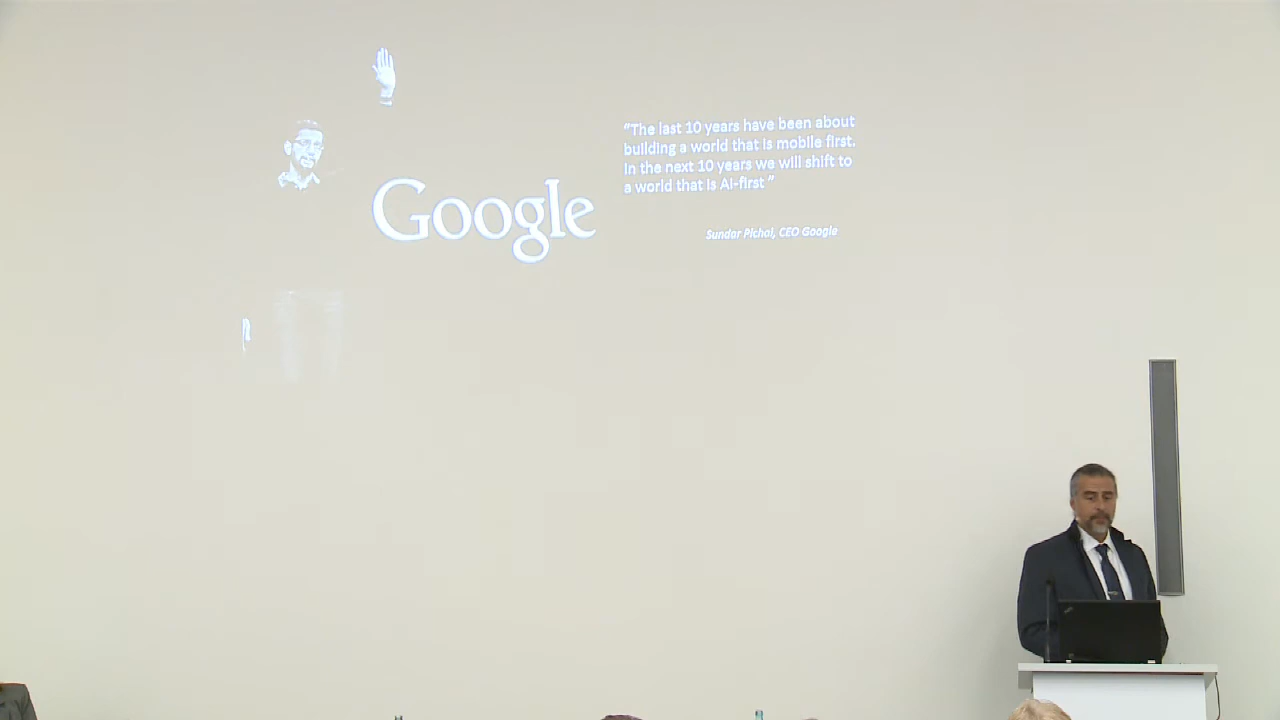 Google
"The last 10 years have been about
building a world that is mobile first.
In the next 10 years we will shift to
a world that is AI-first "
Sundar Pichai, CEO Google